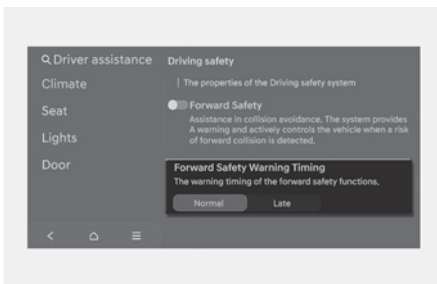 Driver assistance
Climate
Seat
Lights
Door
Driving safety
The properties of the Driving safety system
Forward Safety
Assistance in collision avoidance, The system provides
A warning and actively controls the vehicle when a risk
of forward collision is detected,
Forward Safety Warning Timing
The warning timing of the forward safety functions,
Normal Late